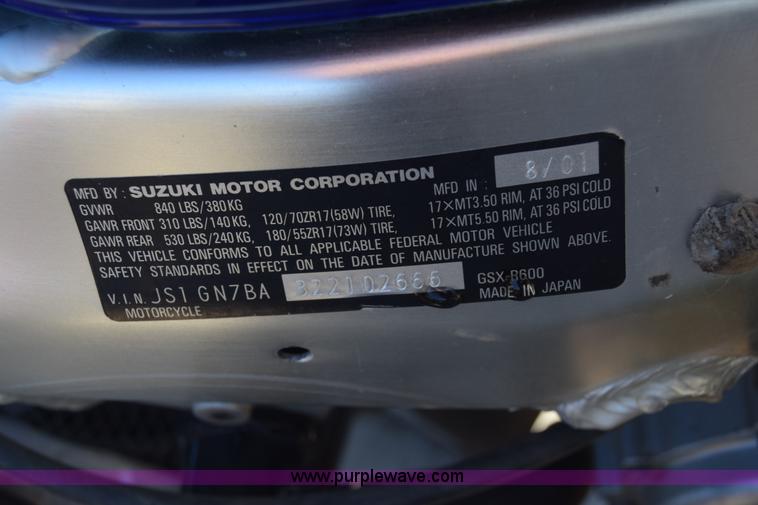 MFD BY: SUZUKI MOTOR CORPORATION MFD IN: 8/01
GVWR 840 LBS/380 KG
GAWR FRONT 310 LBS/140 KG, 120/70ZR17(58W) TIRE, 17×MT3.50 RIM, AT 36 PSI COLD
GAWR REAR 530 LBS/240 KG, 180/55ZR17(73W) TIRE, 17×MT5.50 RIM, AT 36 PSI COLD
THIS VEHICLE CONFORMS TO ALL APPLICABLE FEDERAL MOTOR VEHICLE
SAFETY STANDARDS IN EFFECT ON THE DATE OF MANUFACTURE SHOWN ABOVE.
V.I.N. JS1 GN7BA 322102666 GSX-R600
MOTORCYCLE MADE IN JAPAN
www.purplewave.com